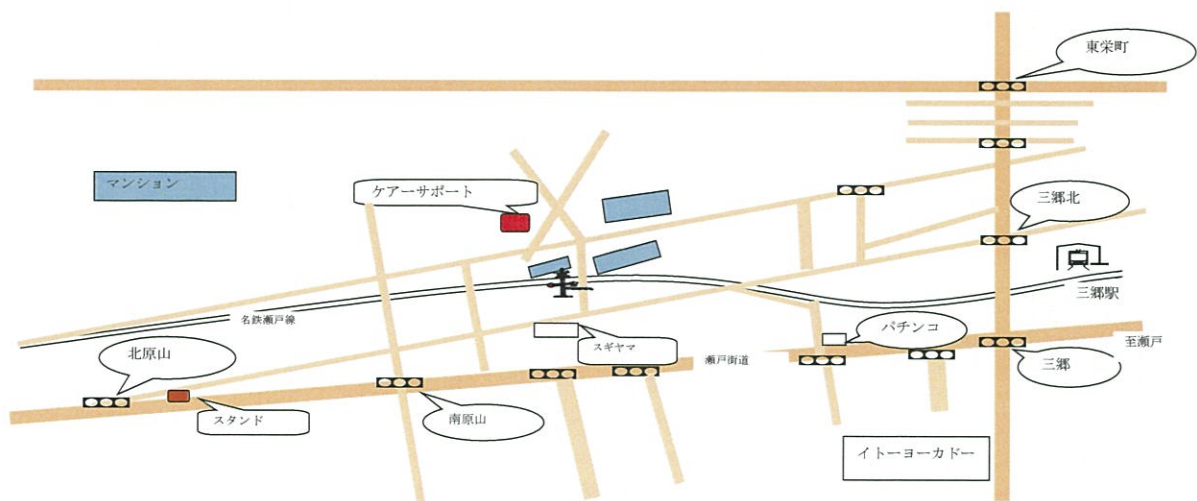 東栄町
マンション
ケアーサポート
三郷北
三郷駅
名鉄瀬戸線
北原山
スギヤマ
パチンコ
瀬戸街道
至瀬戸
三郷
スタンド
南原山
イトーヨーカドー